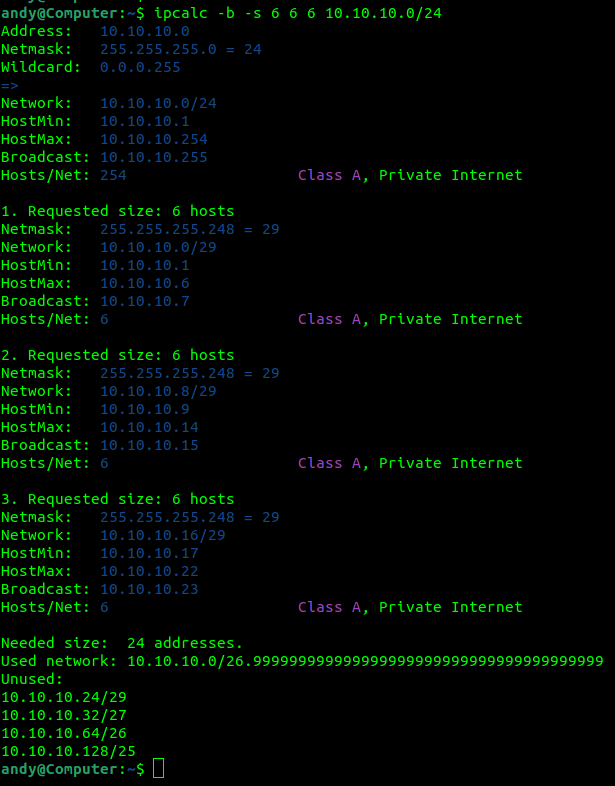 andy@Computer:~$ ipcalc -b -s 6 6 6 10.10.10.0/24
Address:   10.10.10.0
Netmask:   255.255.255.0 = 24
Wildcard:  0.0.0.255
=>
Network:   10.10.10.0/24
HostMin:   10.10.10.1
HostMax:   10.10.10.254
Broadcast: 10.10.10.255
Hosts/Net: 254                   Class A, Private Internet

1. Requested size: 6 hosts
Netmask:   255.255.255.248 = 29
Network:   10.10.10.0/29
HostMin:   10.10.10.1
HostMax:   10.10.10.6
Broadcast: 10.10.10.7
Hosts/Net: 6                     Class A, Private Internet

2. Requested size: 6 hosts
Netmask:   255.255.255.248 = 29
Network:   10.10.10.8/29
HostMin:   10.10.10.9
HostMax:   10.10.10.14
Broadcast: 10.10.10.15
Hosts/Net: 6                     Class A, Private Internet

3. Requested size: 6 hosts
Netmask:   255.255.255.248 = 29
Network:   10.10.10.16/29
HostMin:   10.10.10.17
HostMax:   10.10.10.22
Broadcast: 10.10.10.23
Hosts/Net: 6                     Class A, Private Internet

Needed size:  24 addresses.
Used network: 10.10.10.0/26.99999999999999999999999999999999999999
Unused:
10.10.10.24/29
10.10.10.32/27
10.10.10.64/26
10.10.10.128/25
andy@Computer:~$